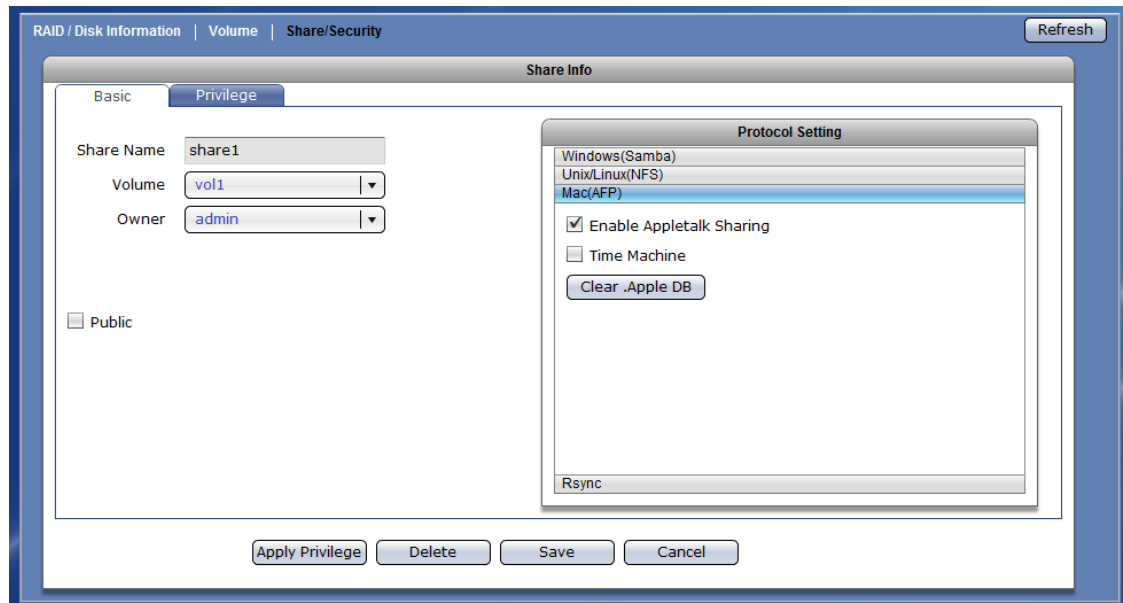 RAID / Disk Information | Volume | Share/Security
Refresh
Share Info
Basic
Privilege
Share Name share1
Volume vol1
Owner admin
Public
Protocol Setting
Windows(Samba)
Unix/Linux(NFS)
Mac(AFP)
Enable Appletalk Sharing
Time Machine
Clear .Apple DB
Rsync
Apply Privilege
Delete
Save
Cancel